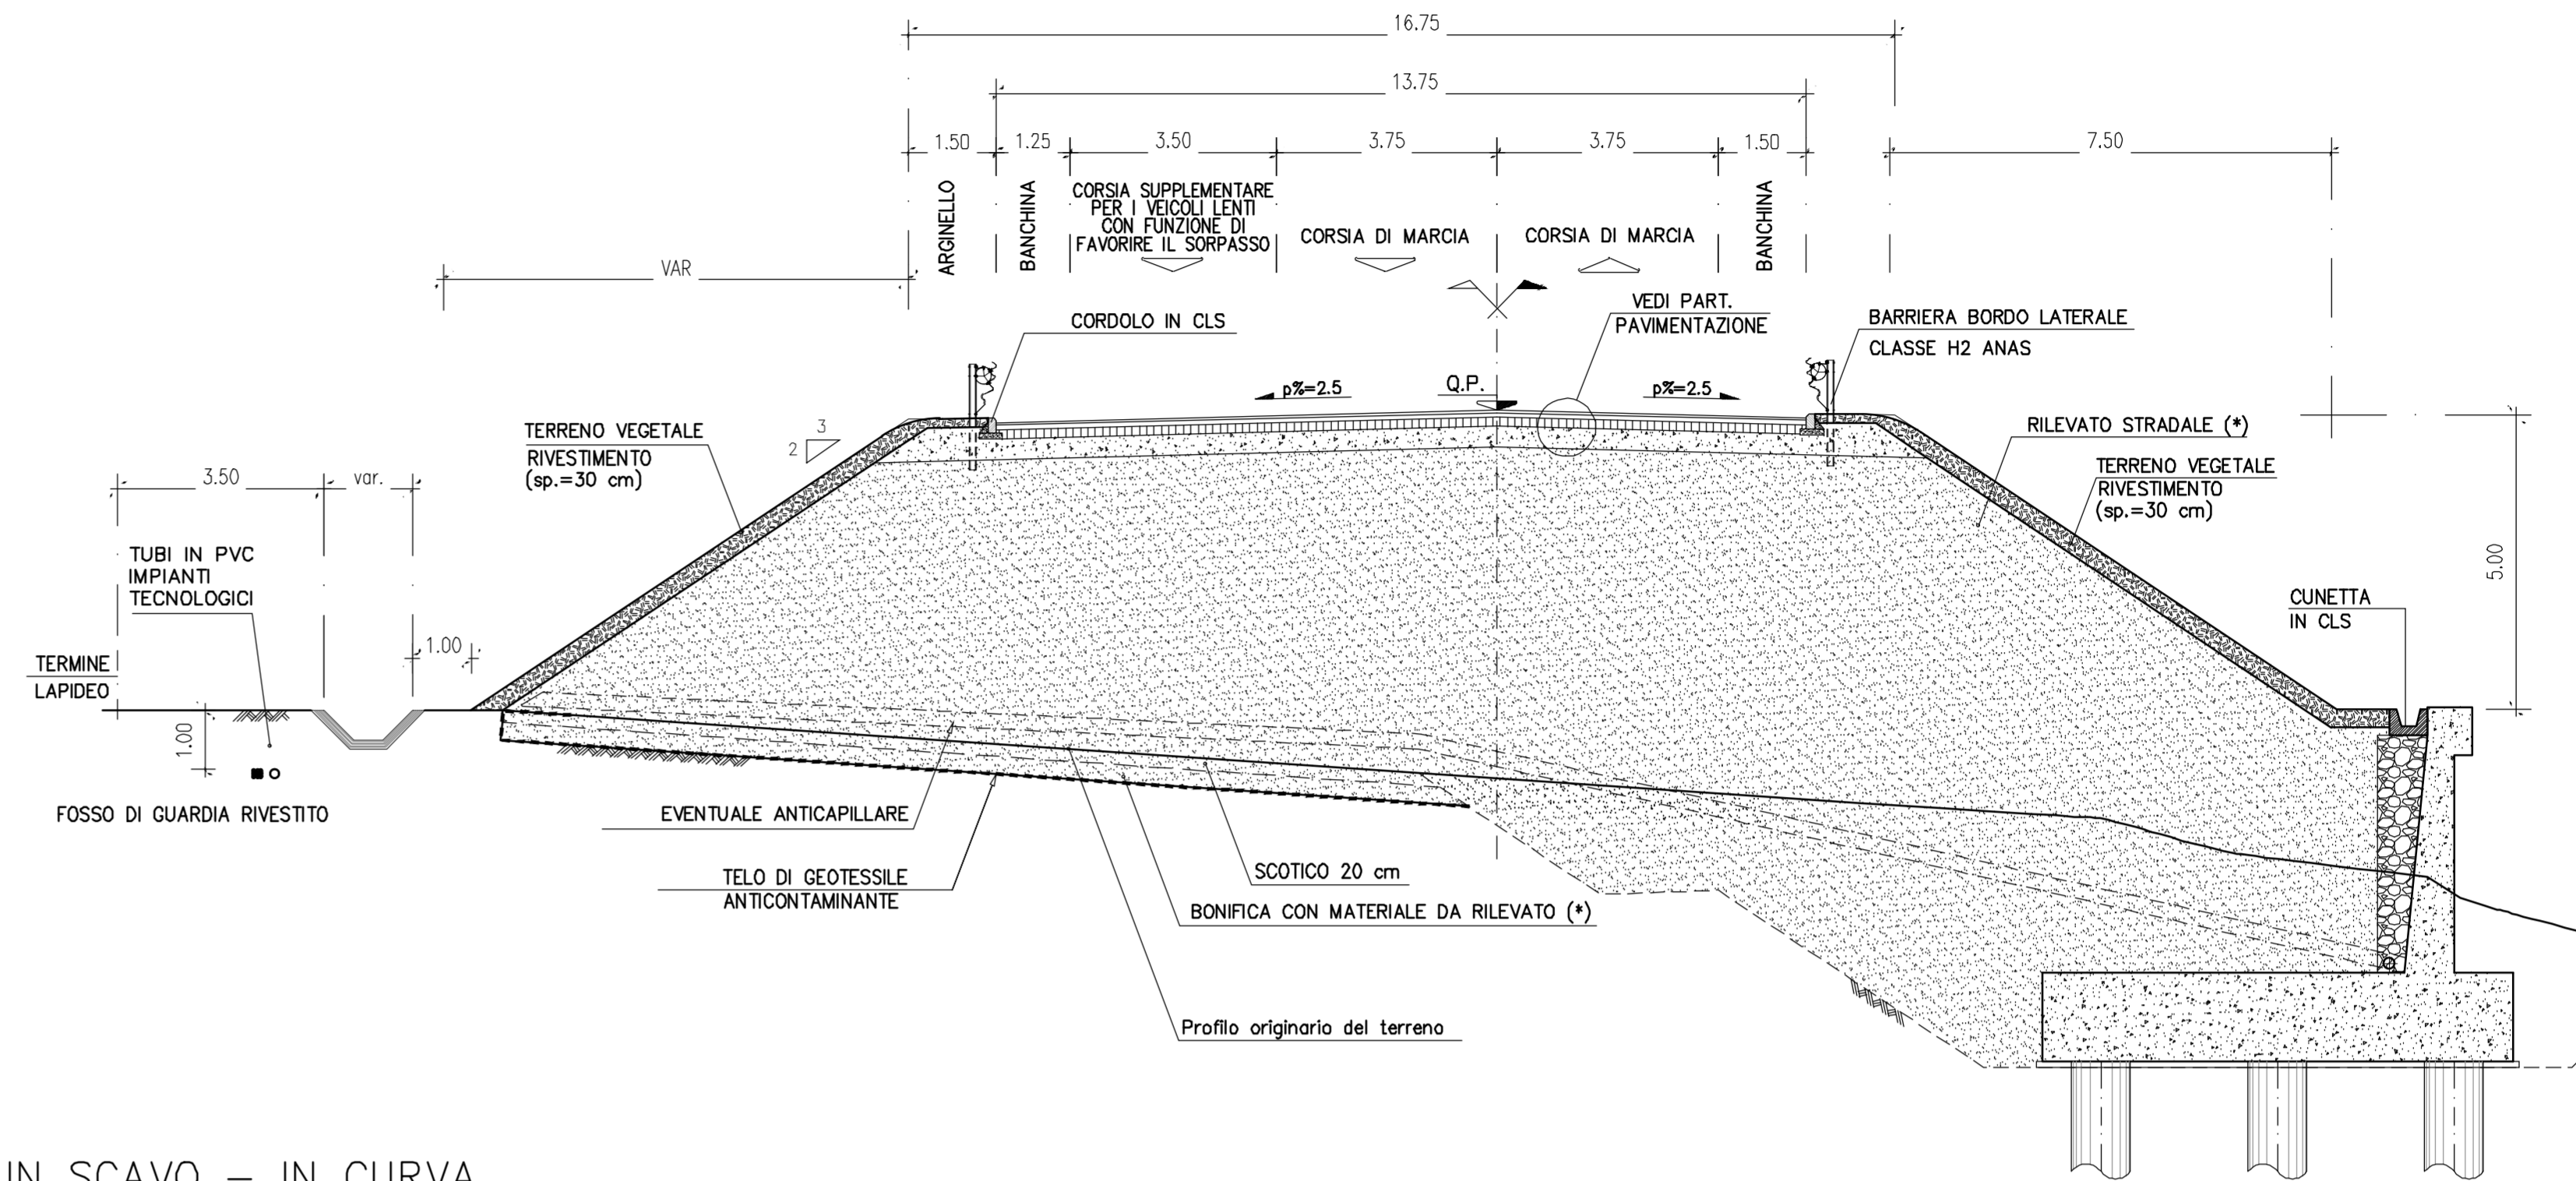 16.75
13.75
1.50
1.25
3.50
3.75
3.75
1.50
7.50
ARGINELLO
BANCHINA
CORSIA SUPPLEMENTARE
PER I VEICOLI LENTI
CON FUNZIONE DI
FAVORIRE IL SORPASSO
CORSIA DI MARCIA
CORSIA DI MARCIA
BANCHINA
VAR
CORDOLO IN CLS
VEDI PART.
PAVIMENTAZIONE
BARRIERA BORDO LATERALE
CLASSE H2 ANAS
p%=2.5
Q.P.
p%=2.5
3
2
TERRENO VEGETALE
RIVESTIMENTO
(sp.=30 cm)
RILEVATO STRADALE (*)
TERRENO VEGETALE
RIVESTIMENTO
(sp.=30 cm)
3.50
var.
5.00
TUBI IN PVC
IMPIANTI
TECNOLOGICI
CUNETTA
IN CLS
1.00
TERMINE
LAPIDEO
1.00
FOSSO DI GUARDIA RIVESTITO
EVENTUALE ANTICAPILLARE
TELO DI GEOTESSILE
ANTICONTAMINANTE
SCOTICO 20 cm
BONIFICA CON MATERIALE DA RILEVATO (*)
Profilo originario del terreno
IN SCAVO – IN CURVA